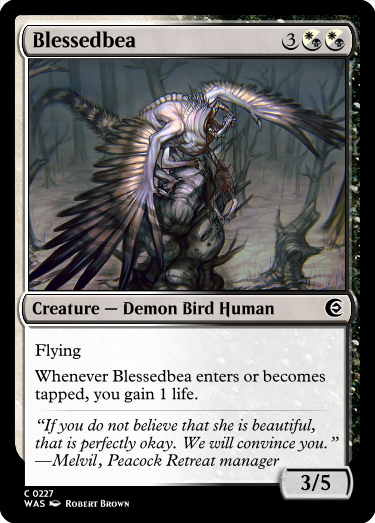 Blessedbea 3
Creature — Demon Bird Human
Flying
Whenever Blessedbea enters or becomes
tapped, you gain 1 life.
“If you do not believe that she is beautiful,
that is perfectly okay. We will convince you.”
—Melvil, Peacock Retreat manager
3/5
C 0227
WAS Robert Brown